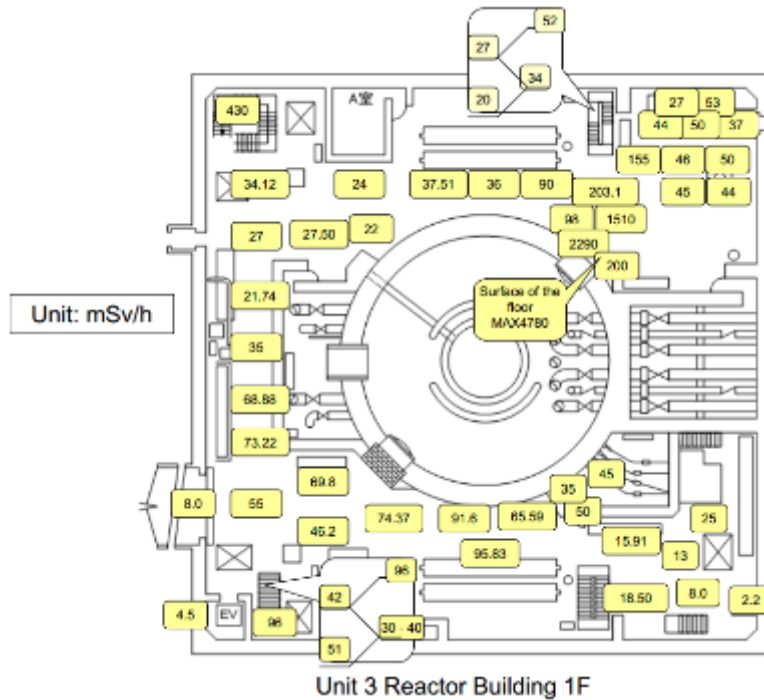 52
27
34
20
A室
430
27 53
44 50 37
155 46 50
34.12 24 37.51 36 90 203.1 45 44
98 1510
27 27.50 22
2290
200
21.74
Surface of the
floor
MAX4780
Unit: mSv/h
35
68.88
73.22
69.8
45
35
8.0 55
50
74.37 91.6 65.59
25
46.2
15.91
95.83
13
96
42
18.50 8.0 2.2
4.5 EV 96
30 - 40
51
Unit 3 Reactor Building 1F